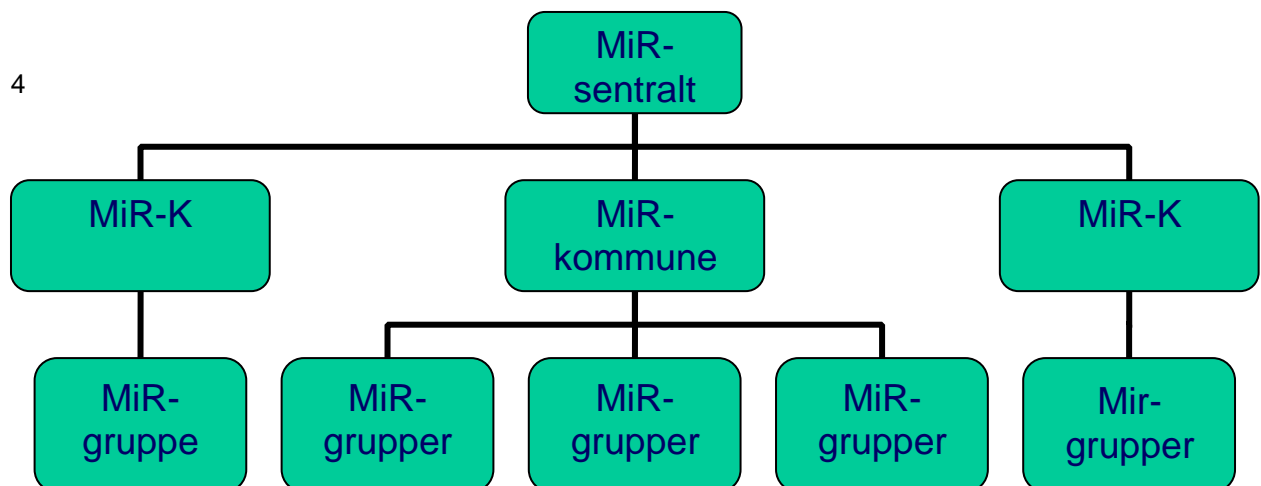 4
MiR-
sentralt
MiR-K
MiR-
kommune
MiR-K
MiR-
gruppe
MiR-
grupper
MiR-
grupper
MiR-
grupper
Mir-
grupper